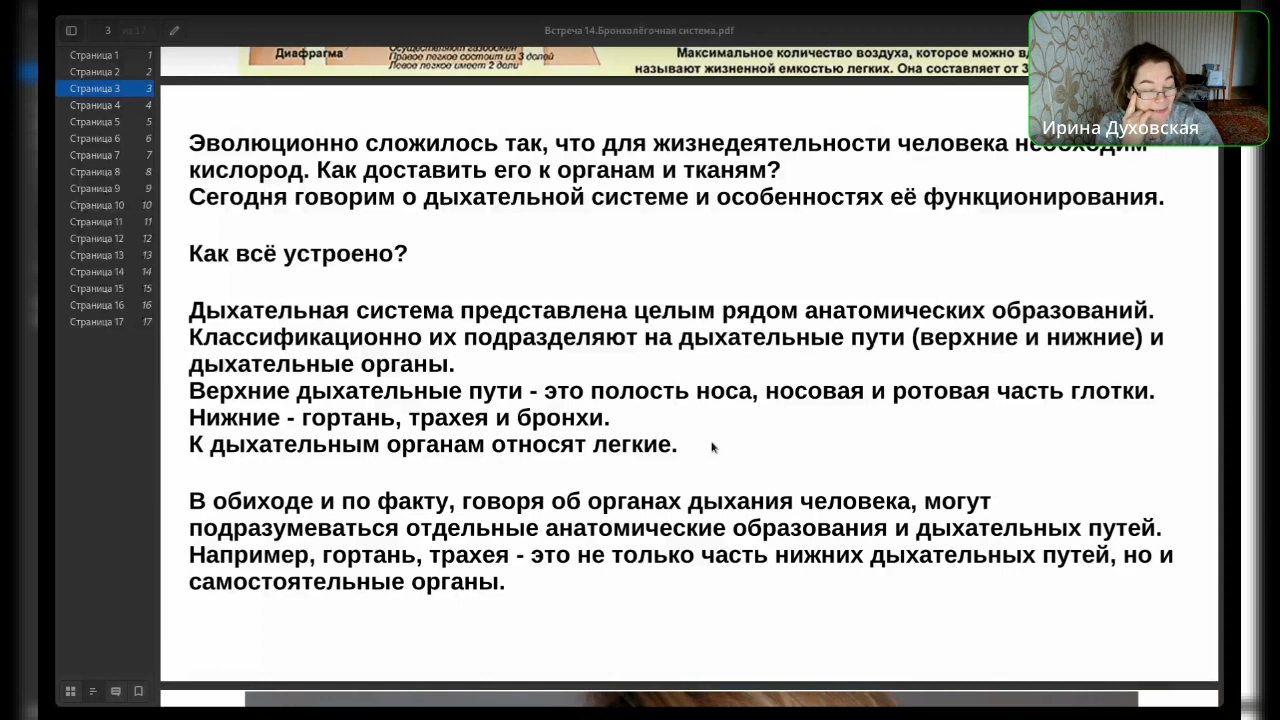 3 из 17
Встреча 14.Бронхолёгочная система.pdf
Страница 1 1
Страница 2 2
Страница 3 3
Страница 4 4
Страница 5 5
Страница 6 6
Страница 7 7
Страница 8 8
Страница 9 9
Страница 10 10
Страница 11 11
Страница 12 12
Страница 13 13
Страница 14 14
Страница 15 15
Страница 16 16
Страница 17 17
Диафрагма
Осуществляют газообмен
Правое легкое состоит из 3 долей
Левое легкое имеет 2 доли
Максимальное количество воздуха, которое можно
называют жизненной емкостью легких. Она составляет от 3
Ирина Духовская
Эволюционно сложилось так, что для жизнедеятельности человека необходим
кислород. Как доставить его к органам и тканям?
Сегодня говорим о дыхательной системе и особенностях её функционирования.
Как всё устроено?
Дыхательная система представлена целым рядом анатомических образований.
Классификационно их подразделяют на дыхательные пути (верхние и нижние) и
дыхательные органы.
Верхние дыхательные пути - это полость носа, носовая и ротовая часть глотки.
Нижние - гортань, трахея и бронхи.
К дыхательным органам относят легкие.
В обиходе и по факту, говоря об органах дыхания человека, могут
подразумеваться отдельные анатомические образования и дыхательных путей.
Например, гортань, трахея - это не только часть нижних дыхательных путей, но и
самостоятельные органы.